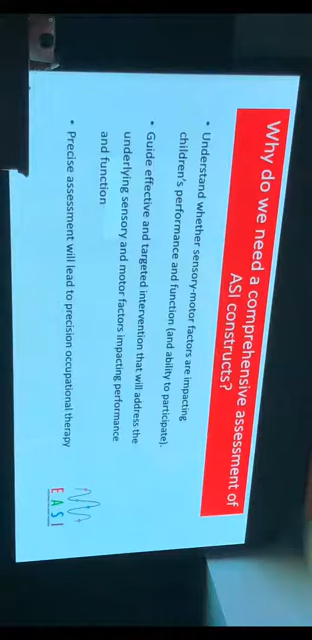 Why do we need a comprehensive assessment of
ASI constructs?
• Understand whether sensory-motor factors are impacting
children's performance and function (and ability to participate).
• Guide effective and targeted intervention that will address the
underlying sensory and motor factors impacting performance
and function
• Precise assessment will lead to precision occupational therapy
EASI